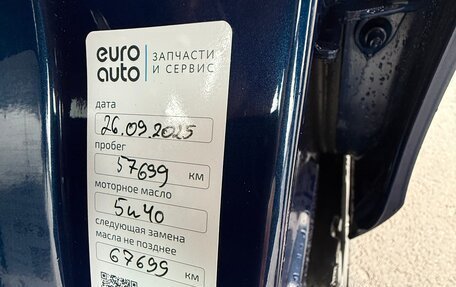 euro
auto
ЗАПЧАСТИ
И СЕРВИС
дата
26.09.2025
пробег
57699 км
моторное масло
5w40
следующая замена
масла не позднее
67699 км